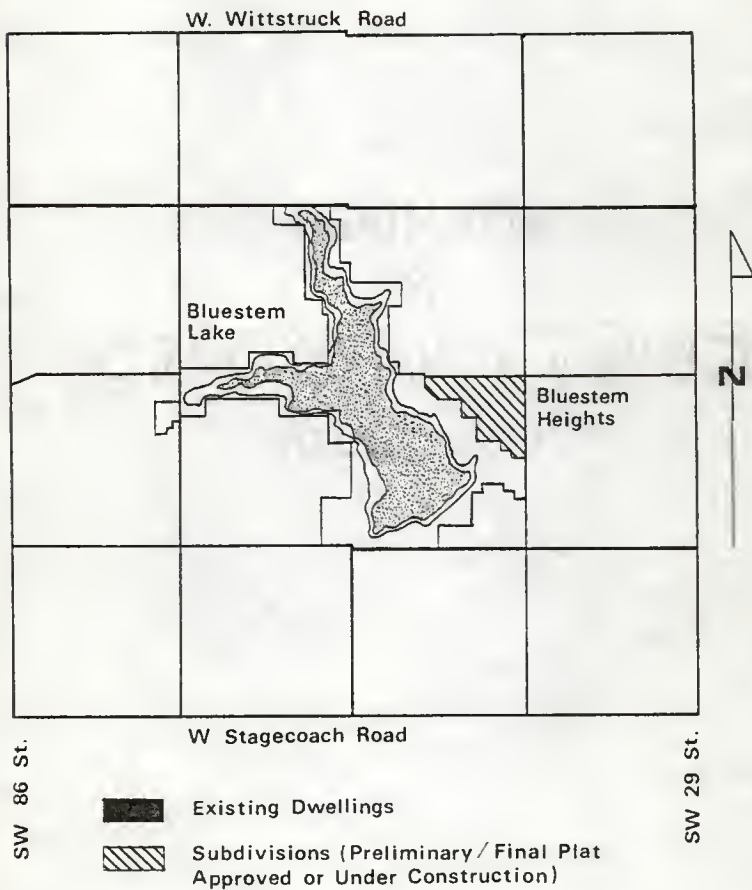 W. Wittstruck Road
Bluestem
Lake
Bluestem
Heights
N
W Stagecoach Road
SW 86 St.
SW 29 St.
Existing Dwellings
Subdivisions (Preliminary/Final Plat
Approved or Under Construction)